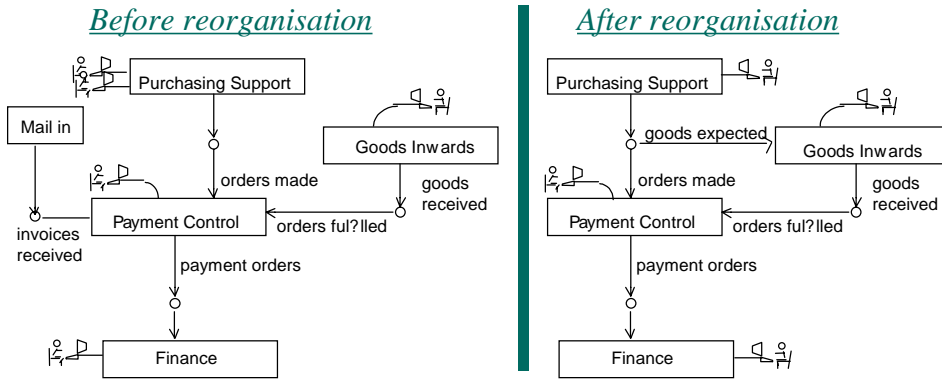 Before reorganisation
Purchasing Support
Mail in
Goods Inwards
orders made
goods
received
Payment Control
orders ful?lled
invoices
received
payment orders
Finance
After reorganisation
Purchasing Support
goods expected
Goods Inwards
orders made
goods
received
Payment Control
orders ful?lled
payment orders
Finance